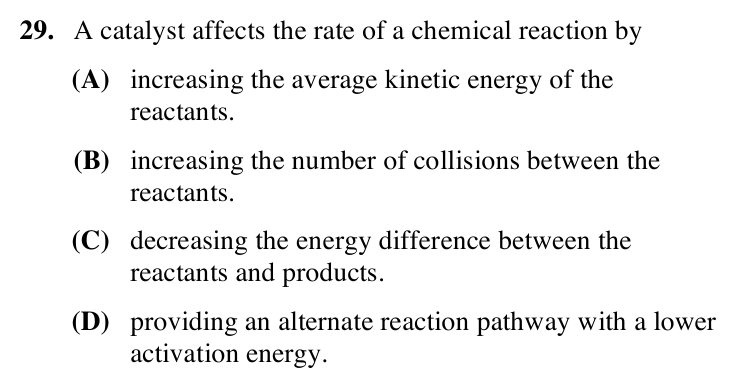 29. A catalyst affects the rate of a chemical reaction by
(A) increasing the average kinetic energy of the
reactants.
(B) increasing the number of collisions between the
reactants.
(C) decreasing the energy difference between the
reactants and products.
(D) providing an alternate reaction pathway with a lower
activation energy.